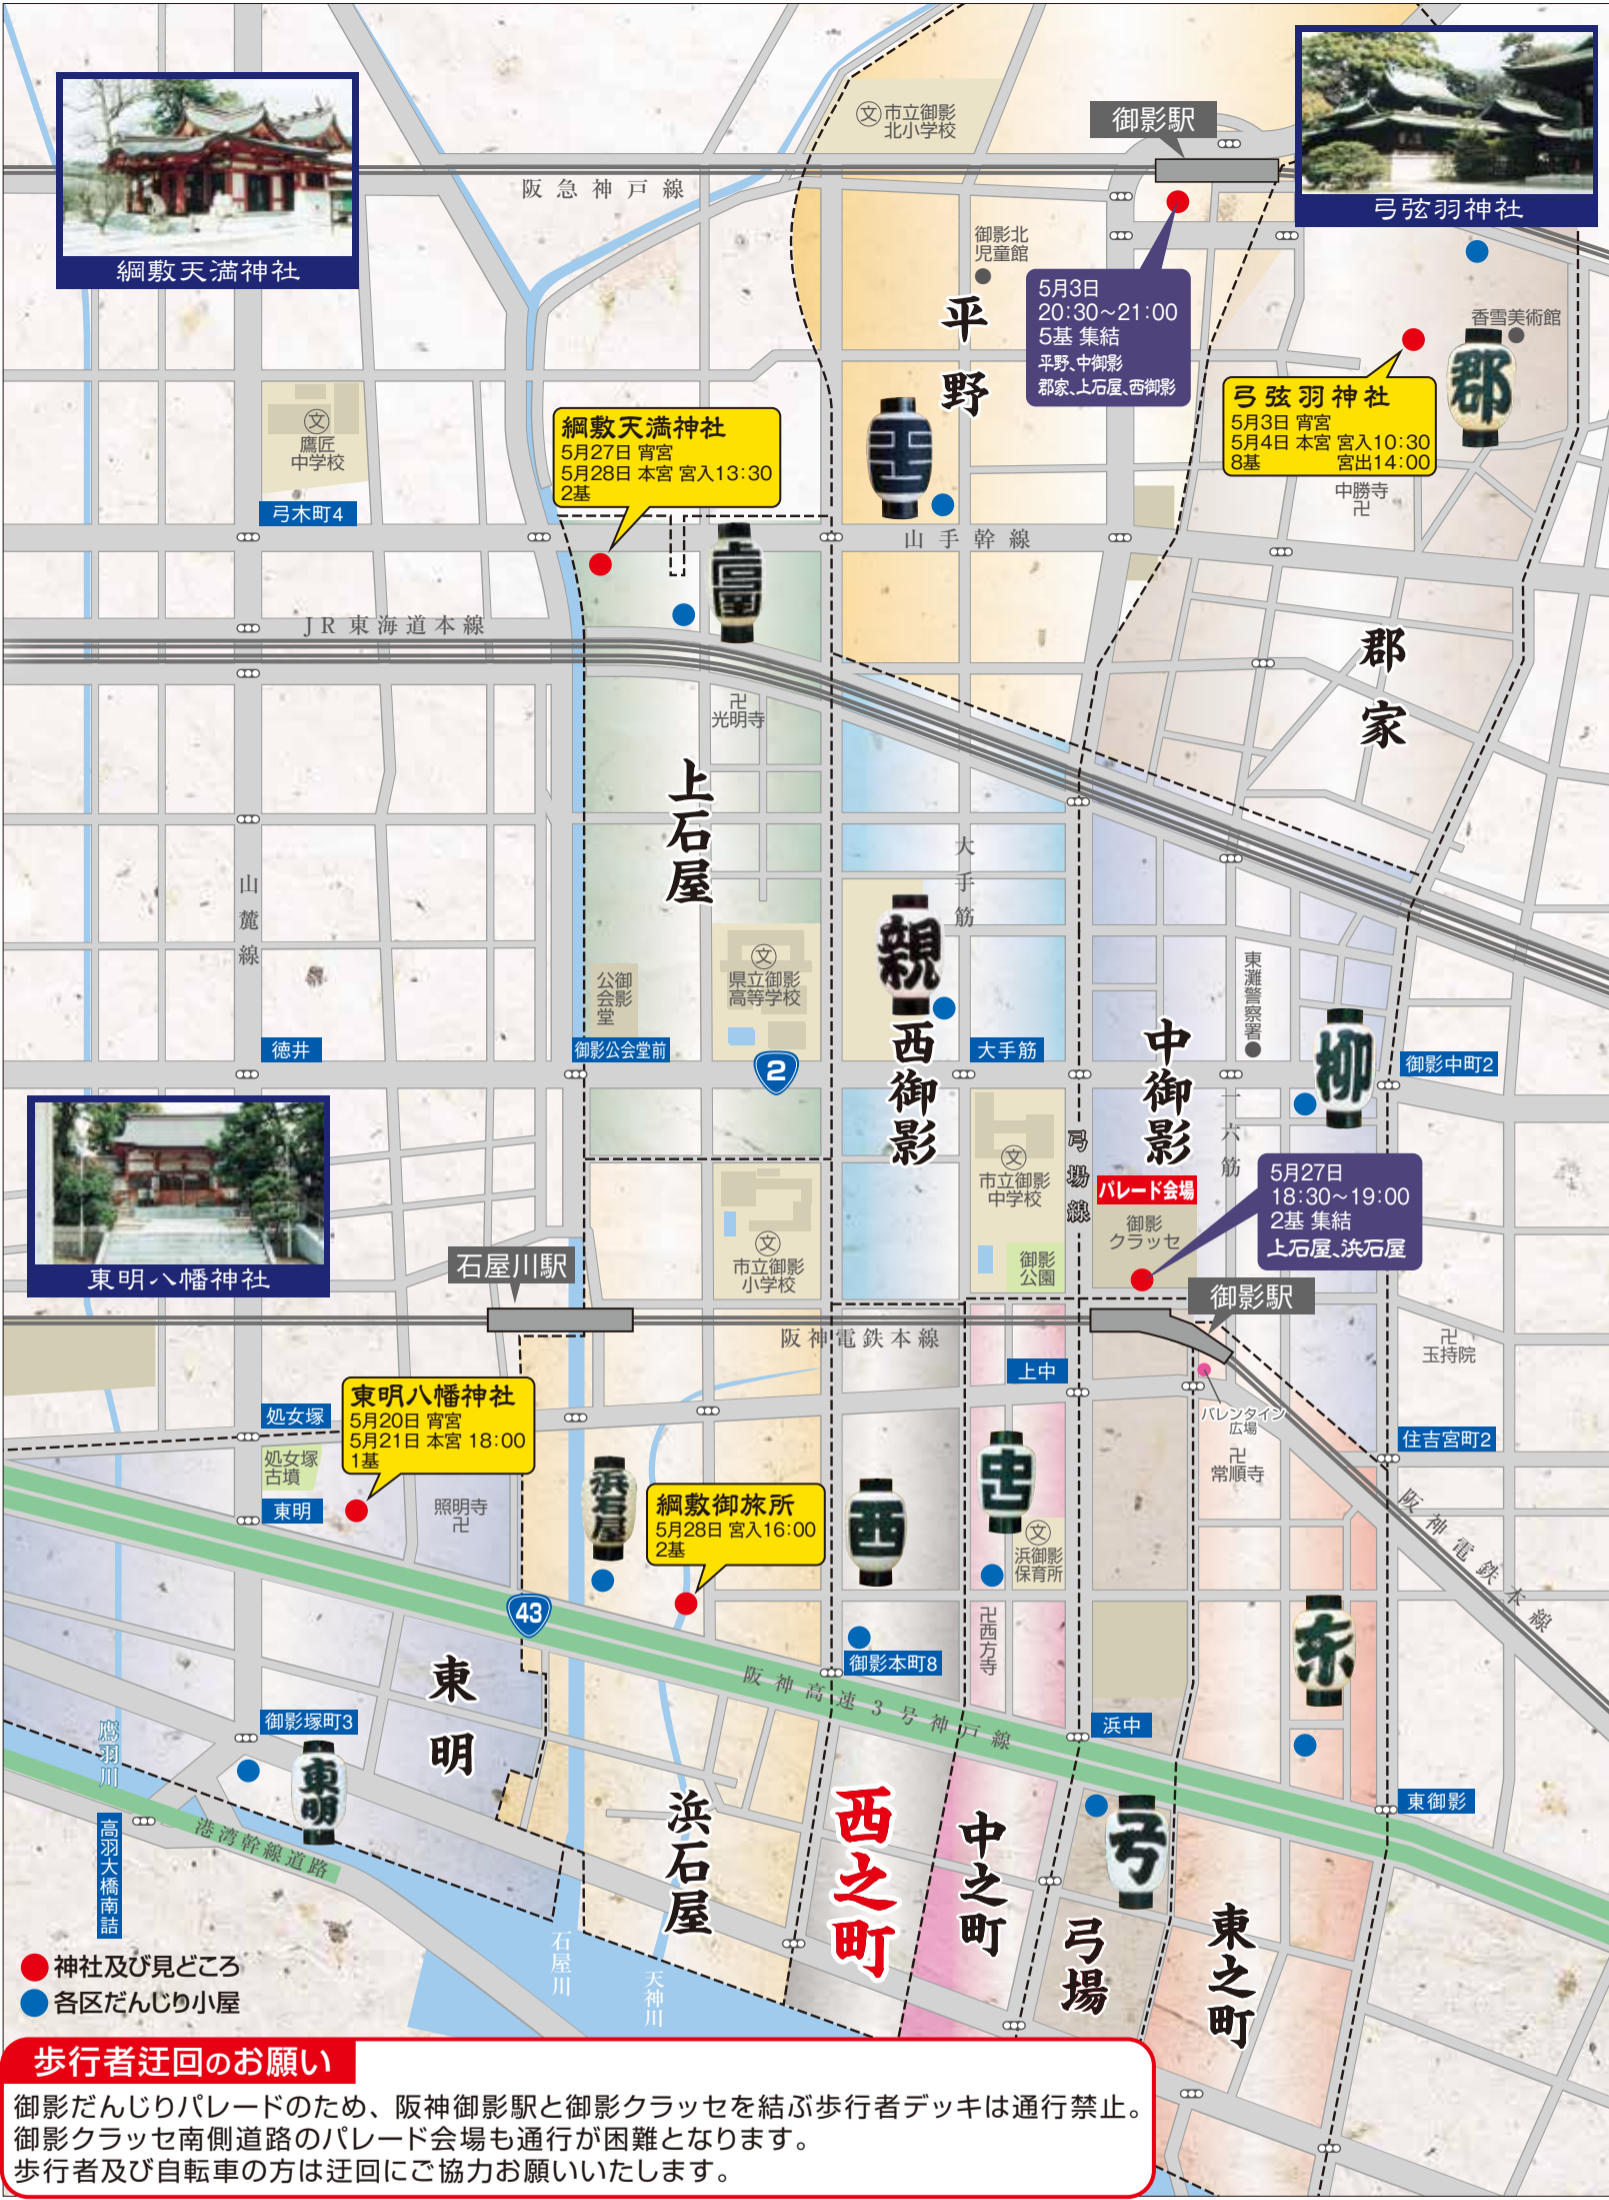 綱敷天満神社
市立御影
北小学校
御影駅
弓弦羽神社
阪急神戸線
御影北
児童館
平野
5月3日
20:30～21:00
5基 集結
平野、中御影
郡家、上石屋、西御影
香雪美術館
郡
弓弦羽神社
5月3日 宵宮
5月4日 本宮 宮入10:30
8基 宮出14:00
中勝寺
鷹匠
中学校
弓木町4
綱敷天満神社
5月27日 宵宮
5月28日 本宮 宮入13:30
2基
山手幹線
JR東海道本線
郡家
光明寺
上石屋
大手筋
山麓線
親
西御影
公会堂
御影
文
県立御影
高等学校
東灘警察署
中御影
柳
徳井
御影公会堂前
2
大手筋
御影中町2
一六筋
弓場線
文
市立御影
中学校
パレード会場
御影
クラッセ
5月27日
18:30～19:00
2基 集結
上石屋、浜石屋
御影
公園
文
市立御影
小学校
東明八幡神社
石屋川駅
御影駅
阪神電鉄本線
玉持院
上中
バレンタイン
広場
常順寺
住吉宮町2
阪神電鉄本線
処女塚
処女塚
古墳
東明
東明八幡神社
5月20日 宵宮
5月21日 本宮 18:00
1基
照明寺
浜石屋
綱敷御旅所
5月28日 宮入16:00
2基
西
文
浜御影
保育所
西方寺
东
43
御影本町8
阪神高速3号神戸線
浜中
東明
御影塚町3
東明
鷹羽川
高羽大橋南詰
港湾幹線道路
浜石屋
西之町
中之町
弓
弓場
東之町
東御影
石屋川
天神川
神社及び見どころ
各区だんじり小屋
歩行者迂回のお願い
御影だんじりパレードのため、阪神御影駅と御影クラッセを結ぶ歩行者デッキは通行禁止。
御影クラッセ南側道路のパレード会場も通行が困難となります。
歩行者及び自転車の方は迂回にご協力お願いいたします。